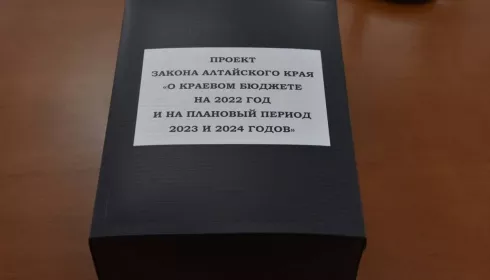 ПРОЕКТ
ЗАКОНА АЛТАЙСКОГО КРАЯ
«О КРАЕВОМ БЮДЖЕТЕ
НА 2022 ГОД
И НА ПЛАНОВЫЙ ПЕРИОД
2023 И 2024 ГОДОВ«